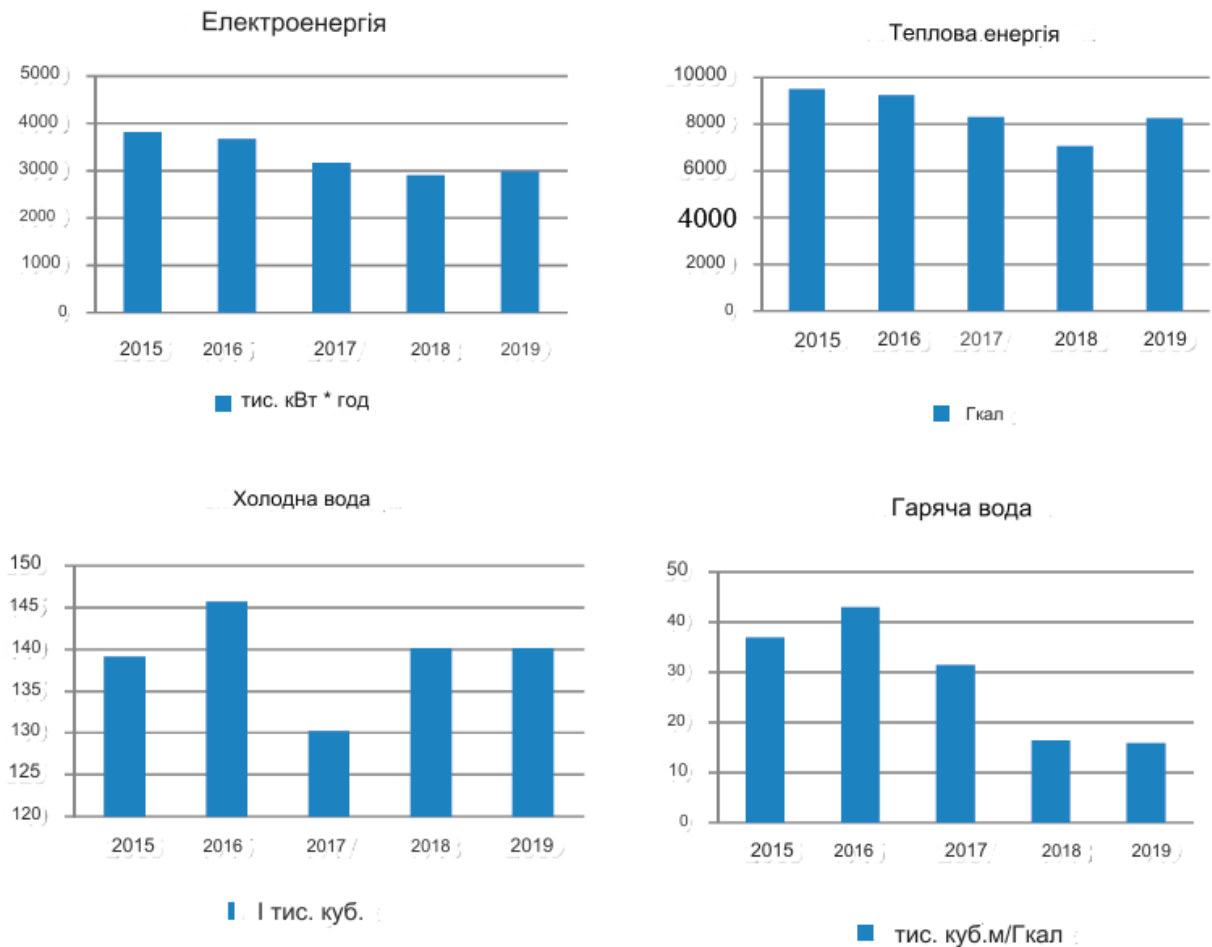 Електроенергія
5000
4000
3000
2000
1000
0
2015 2016 2017 2018 2019
тис. кВт * год
Теплова енергія
10000
8000
6000
4000
2000
0
2015 2016 2017 2018 2019
Гкал
Холодна вода
150
145
140
135
130
125
120
2015 2016 2017 2018 2019
І тис. куб.
Гаряча вода
50
40
30
20
10
0
2015 2016 2017 2018 2019
тис. куб.м/Гкал